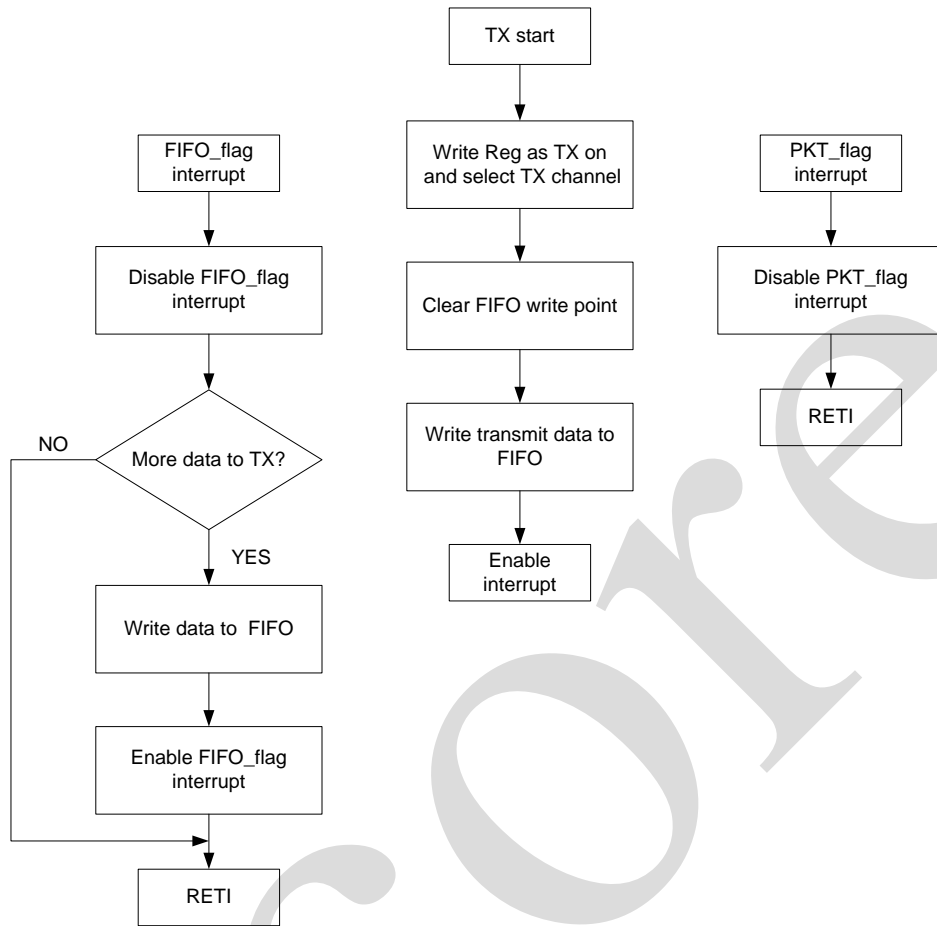 TX start
Write Reg as TX on
and select TX channel
Clear FIFO write point
Write transmit data to
FIFO
Enable
interrupt
FIFO_flag
interrupt
Disable FIFO_flag
interrupt
More data to TX?
NO
YES
Write data to  FIFO
Enable FIFO_flag
interrupt
RETI
PKT_flag
interrupt
Disable PKT_flag
interrupt
RETI
ore